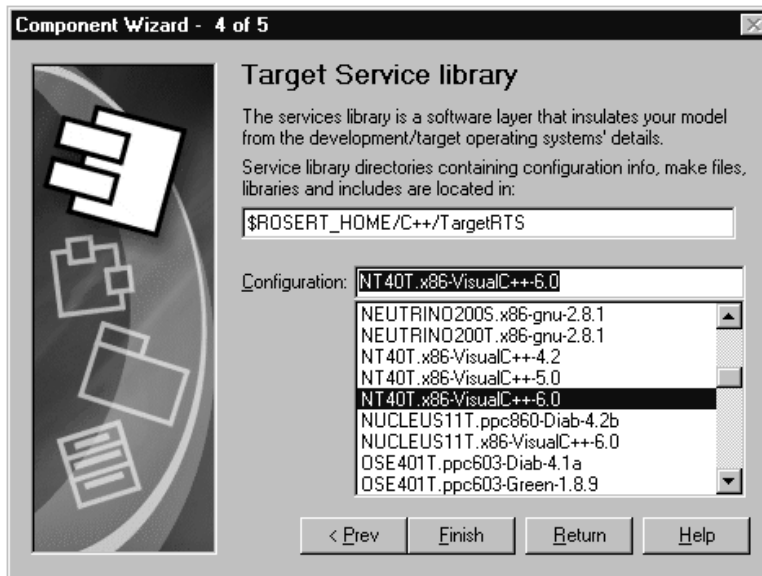 Component Wizard - 4 of 5
Target Service library
The services library is a software layer that insulates your model
from the development/target operating systems' details.
Service library directories containing configuration info, make files,
libraries and includes are located in:
$ROSERT_HOME/C++/TargetRTS
Configuration: NT40T.x86-VisualC++-6.0
NEUTRINO200S.x86-gnu-2.8.1
NEUTRINO200T.x86-gnu-2.8.1
NT40T.x86-VisualC++-4.2
NT40T.x86-VisualC++-5.0
NT40T.x86-VisualC++-6.0
NUCLEUS11T.ppc860-Diab-4.2b
NUCLEUS11T.x86-VisualC++-6.0
OSE401T.ppc603-Diab-4.1a
OSE401T.ppc603-Green-1.8.9
< Prev Finish Return Help